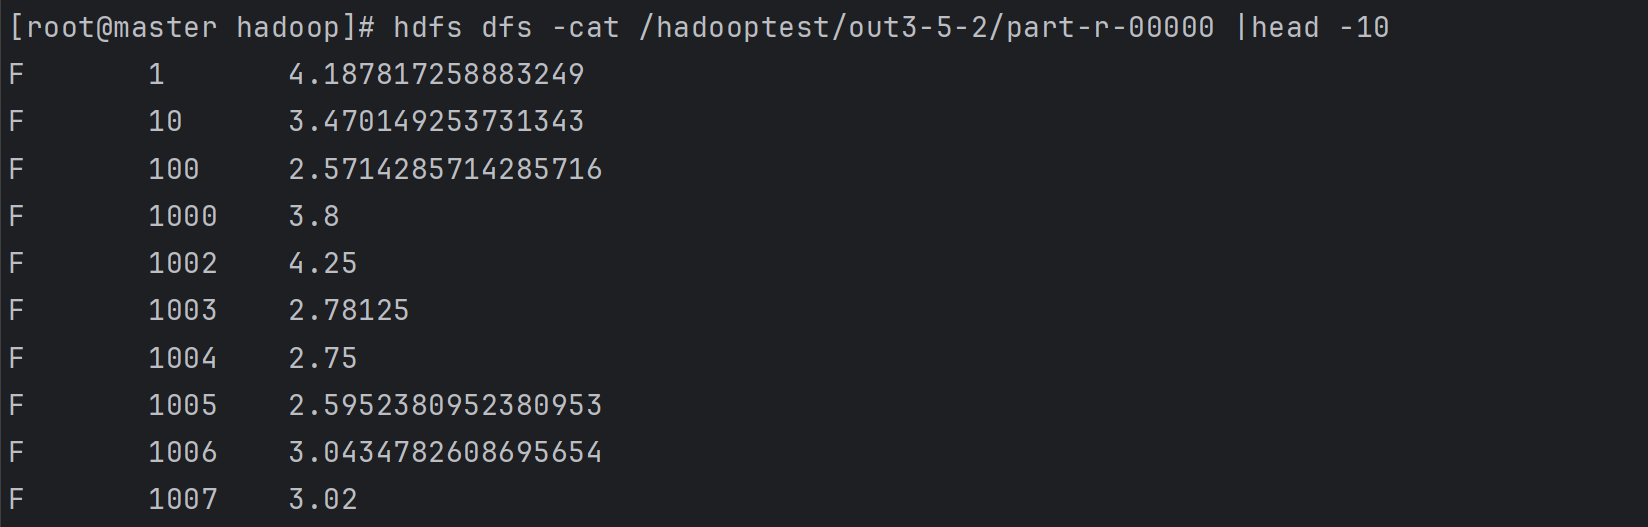 [root@master hadoop]# hdfs dfs -cat /hadooptest/out3-5-2/part-r-00000 |head -10
F	1	4.187817258883249
F	10	3.470149253731343
F	100	2.5714285714285716
F	1000	3.8
F	1002	4.25
F	1003	2.78125
F	1004	2.75
F	1005	2.5952380952380953
F	1006	3.0434782608695654
F	1007	3.02